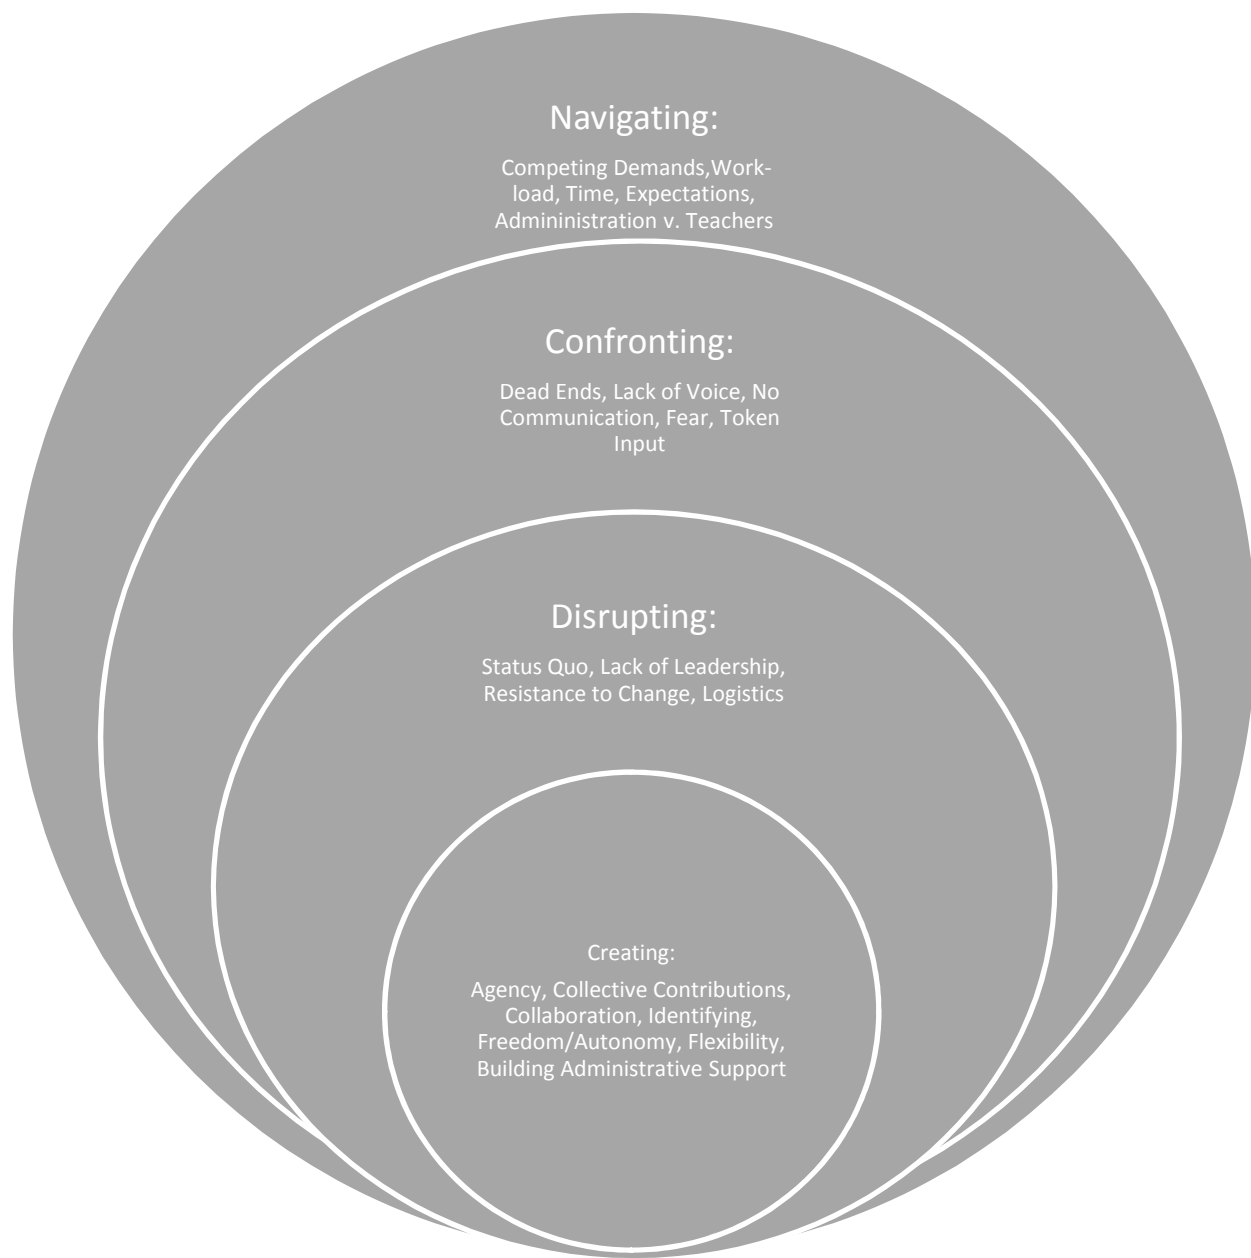 Navigating:
Competing Demands,Work-
load, Time, Expectations,
Admininistration v. Teachers
Confronting:
Dead Ends, Lack of Voice, No
Communication, Fear, Token
Input
Disrupting:
Status Quo, Lack of Leadership,
Resistance to Change, Logistics
Creating:
Agency, Collective Contributions,
Collaboration, Identifying,
Freedom/Autonomy, Flexibility,
Building Administrative Support